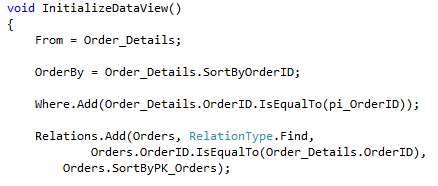 void InitializeDataView()
{
    From = Order_Details;
    OrderBy = Order_Details.SortByOrderID;
    Where.Add(Order_Details.OrderID.IsEqualTo(pi_OrderID));
    Relations.Add(Orders, RelationType.Find,
            Orders.OrderID.IsEqualTo(Order_Details.OrderID),
        Orders.SortByPK_Orders);